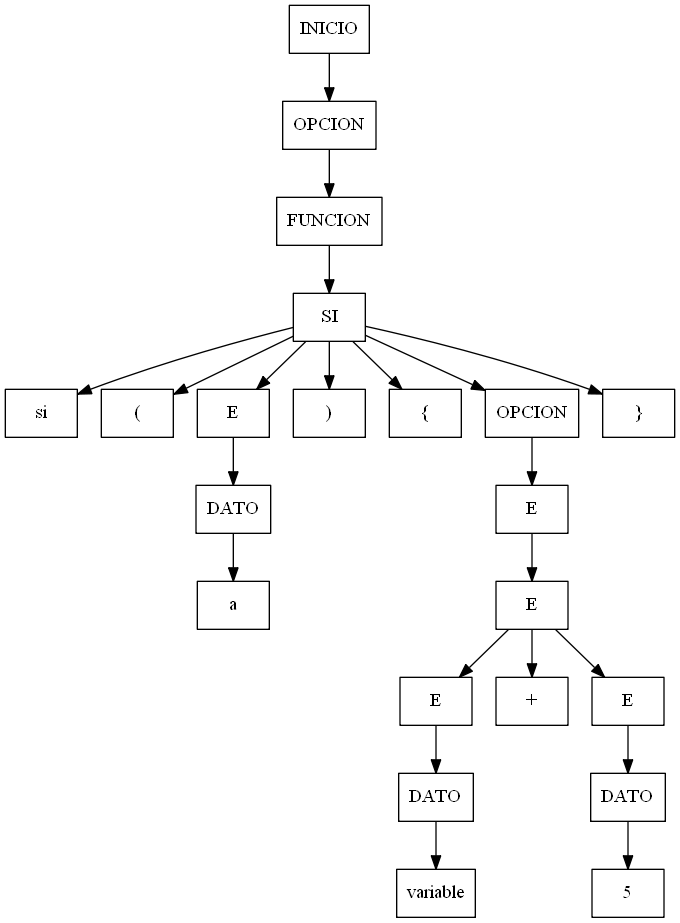 INICIO
OPCION
FUNCION
SI
si
(
E
)
{
OPCION
}
DATO
E
a
E
E
+
E
DATO
DATO
variable
5